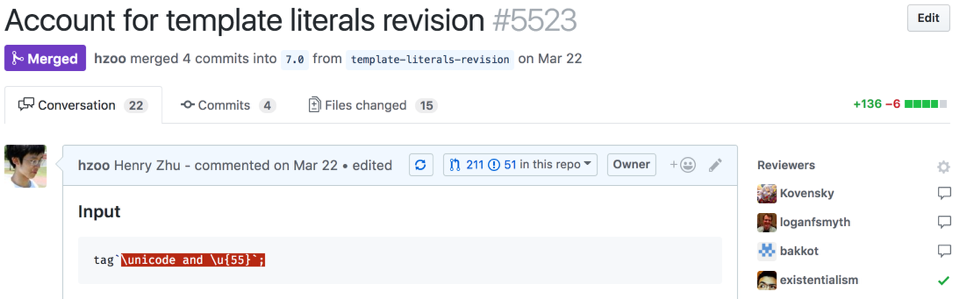 Account for template literals revision #5523
Edit
Merged hzoo merged 4 commits into 7.0 from template-literals-revision on Mar 22
Conversation 22 Commits 4 Files changed 15 +136 −6
hzoo Henry Zhu - commented on Mar 22 • edited 211 51 in this repo Owner +
Reviewers
Kovensky
loganfsmyth
bakkot
existentialism
Input
tag`\unicode and \u{55}`;